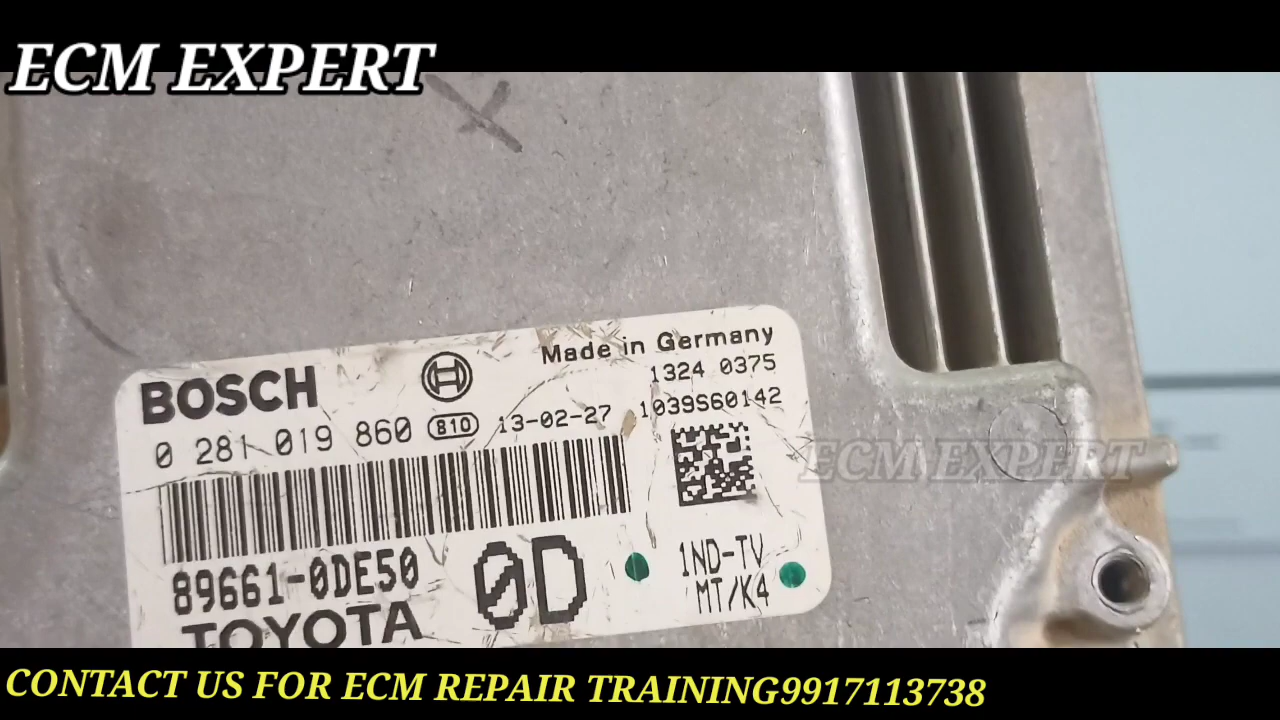 ECM EXPERT
Made in Germany
BOSCH
1324 0375
0 281 019 860 B10 13-02-27 1039S60142
ECM EXPERT
89661-0DE50 0D 1ND-TV
MT/K4
TOYOTA
CONTACT US FOR ECM REPAIR TRAINING9917113738